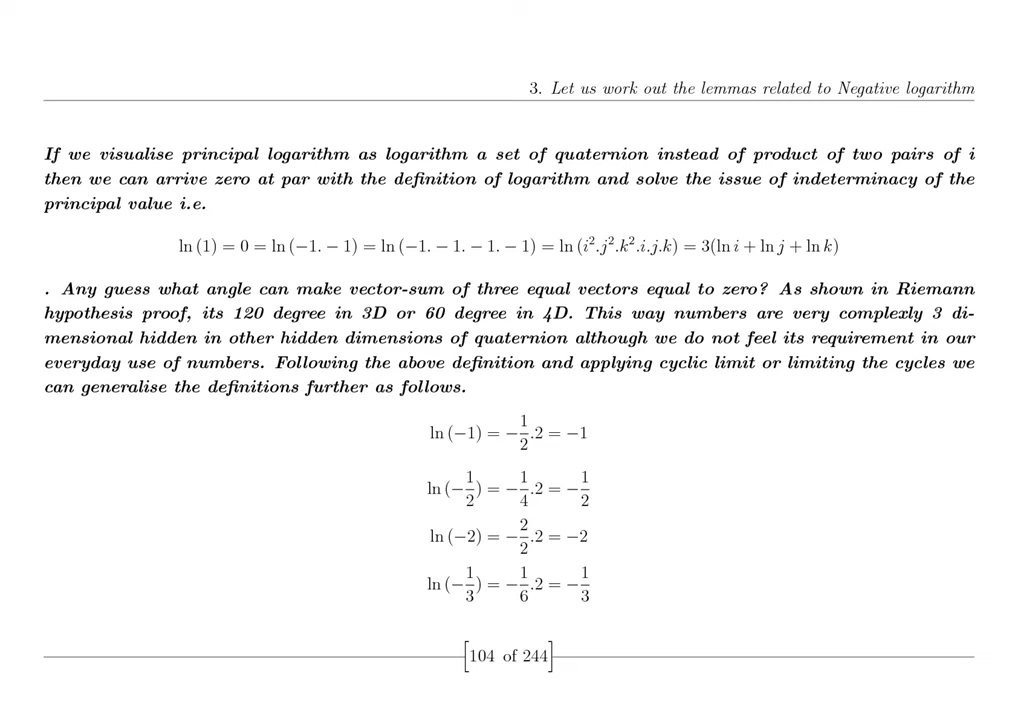 3. Let us work out the lemmas related to Negative logarithm
If we visualise principal logarithm as logarithm a set of quaternion instead of product of two pairs of i
then we can arrive zero at par with the definition of logarithm and solve the issue of indeterminacy of the
principal value i.e.
ln (1) = 0 = ln (−1. − 1) = ln (−1. − 1. − 1. − 1) = ln (i².j².k².i.j.k) = 3(ln i + ln j + ln k)
. Any guess what angle can make vector-sum of three equal vectors equal to zero? As shown in Riemann
hypothesis proof, its 120 degree in 3D or 60 degree in 4D. This way numbers are very complexly 3 di-
mensional hidden in other hidden dimensions of quaternion although we do not feel its requirement in our
everyday use of numbers. Following the above definition and applying cyclic limit or limiting the cycles we
can generalise the definitions further as follows.
ln (−1) = −1/2.2 = −1
ln (−1/2) = −1/4.2 = −1/2
ln (−2) = −2/2.2 = −2
ln (−1/3) = −1/6.2 = −1/3
[104 of 244]